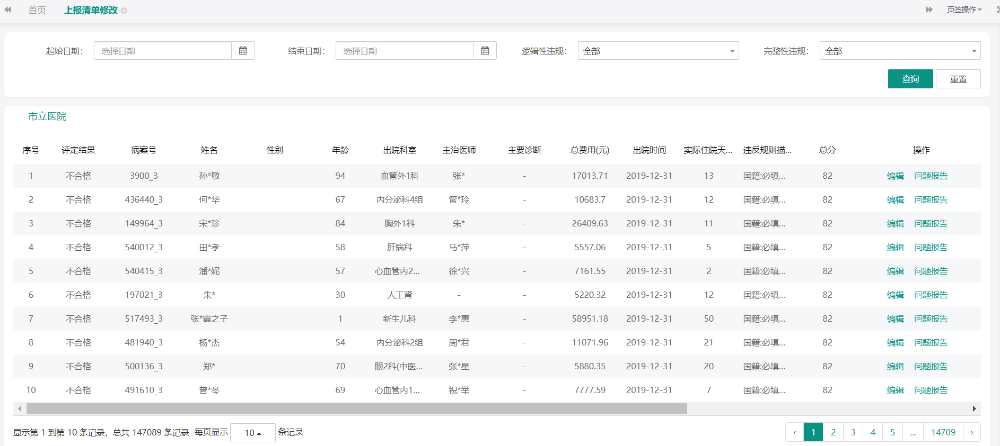 首页 上报清单修改 页签操作
起始日期： 选择日期 结束日期： 选择日期 逻辑性违规： 全部 完整性违规： 全部
查询 重置
市立医院
序号 评定结果 病案号 姓名 性别 年龄 出院科室 主治医师 主要诊断 总费用(元) 出院时间 实际住院天... 违反规则描... 总分 操作
1 不合格 3900_3 孙*敏 94 血管外1科 张* - 17013.71 2019-12-31 13 国籍:必填... 82 编辑 问题报告
2 不合格 436440_3 何*华 67 内分泌科4组 管*玲 - 10683.7 2019-12-31 12 国籍:必填... 82 编辑 问题报告
3 不合格 149964_3 宋*珍 84 胸外1科 朱* - 26409.63 2019-12-31 11 国籍:必填... 82 编辑 问题报告
4 不合格 540012_3 田*孝 58 肝病科 马*萍 - 5557.06 2019-12-31 5 国籍:必填... 82 编辑 问题报告
5 不合格 540415_3 潘*妮 57 心血管内2... 徐*兴 - 7161.55 2019-12-31 2 国籍:必填... 82 编辑 问题报告
6 不合格 197021_3 朱* 30 人工肾 - - 5220.32 2019-12-31 12 国籍:必填... 82 编辑 问题报告
7 不合格 517493_3 张*霞之子 1 新生儿科 李*惠 - 58951.18 2019-12-31 50 国籍:必填... 82 编辑 问题报告
8 不合格 481940_3 杨*杰 54 内分泌科2组 周*君 - 11071.96 2019-12-31 21 国籍:必填... 82 编辑 问题报告
9 不合格 500136_3 郑* 70 眼2科(中医... 张*星 - 5880.35 2019-12-31 20 国籍:必填... 82 编辑 问题报告
10 不合格 491610_3 曾*琴 69 心血管内1... 祝*举 - 7777.59 2019-12-31 7 国籍:必填... 82 编辑 问题报告
显示第 1 到第 10 条记录，总共 147089 条记录 每页显示 10 条记录 ‹ 1 2 3 4 5 ... 14709 ›